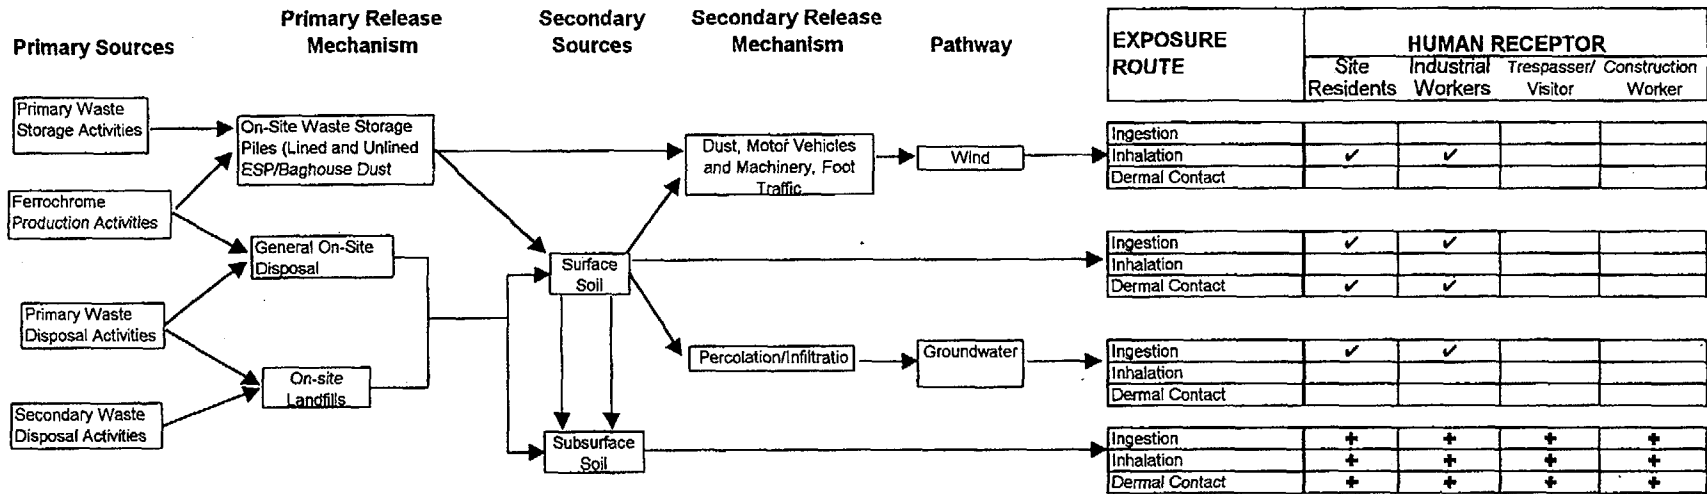 Primary Sources
Primary Release
Mechanism
Secondary
Sources
Secondary Release
Mechanism
Pathway
EXPOSURE
ROUTE
HUMAN RECEPTOR
Site
Residents
Industrial
Workers
Trespasser/
Visitor
Construction
Worker
Primary Waste
Storage Activities
Ferrochrome
Production Activities
Primary Waste
Disposal Activities
Secondary Waste
Disposal Activities
On-Site Waste Storage
Piles (Lined and Unlined
ESP/Baghouse Dust
General On-Site
Disposal
On-site
Landfills
Surface
Soil
Subsurface
Soil
Dust, Motor Vehicles
and Machinery, Foot
Traffic
Percolation/Infiltratio
Wind
Groundwater
Ingestion
Inhalation ✓ ✓
Dermal Contact
Ingestion ✓ ✓
Inhalation
Dermal Contact ✓ ✓
Ingestion ✓ ✓
Inhalation
Dermal Contact
Ingestion + + + +
Inhalation + + + +
Dermal Contact + + + +